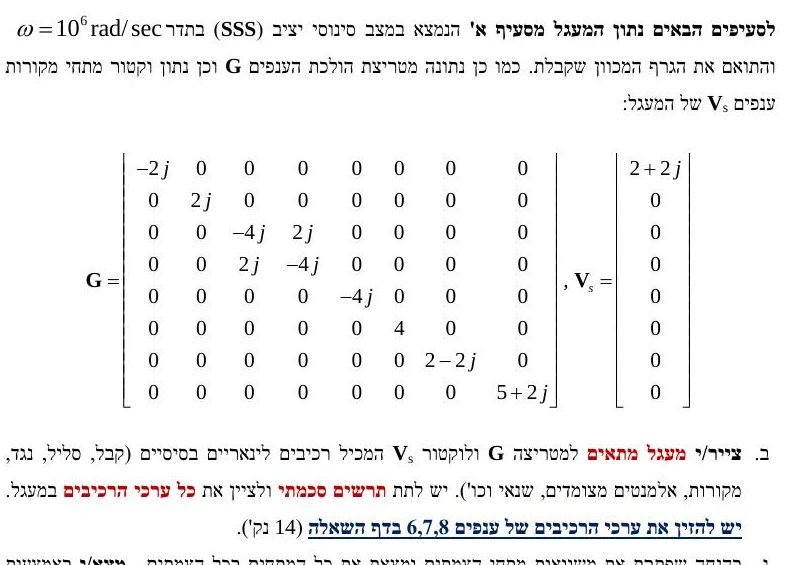 לסעיפים הבאים נתון המעגל מסעיף א' הנמצא במצב סינוסי יציב (SSS) בתדר ω = 10⁶ rad/sec
והתואם את הגרף המכוון שקבלת. כמו כן נתונה מטריצת הולכת הענפים G וכן נתון וקטור מתחי מקורות
ענפים Vₛ של המעגל:
−2j 0 0 0 0 0 0 0 2+2j
0 2j 0 0 0 0 0 0 0
0 0 −4j 2j 0 0 0 0 0
0 0 2j −4j 0 0 0 0 0
G = 0 0 0 0 −4j 0 0 0 , Vₛ = 0
0 0 0 0 0 4 0 0 0
0 0 0 0 0 0 2−2j 0 0
0 0 0 0 0 0 0 5+2j 0
ב. צייר/י מעגל מתאים למטריצה G ולוקטור Vₛ המכיל רכיבים לינאריים בסיסיים (קבל, סליל, נגד,
מקורות, אלמנטים מצומדים, שנאי וכו'). יש לתת תרשים סכמתי ולציין את כל ערכי הרכיבים במעגל.
יש להזין את ערכי הרכיבים של ענפים 6,7,8 בדף השאלה (14 נק').